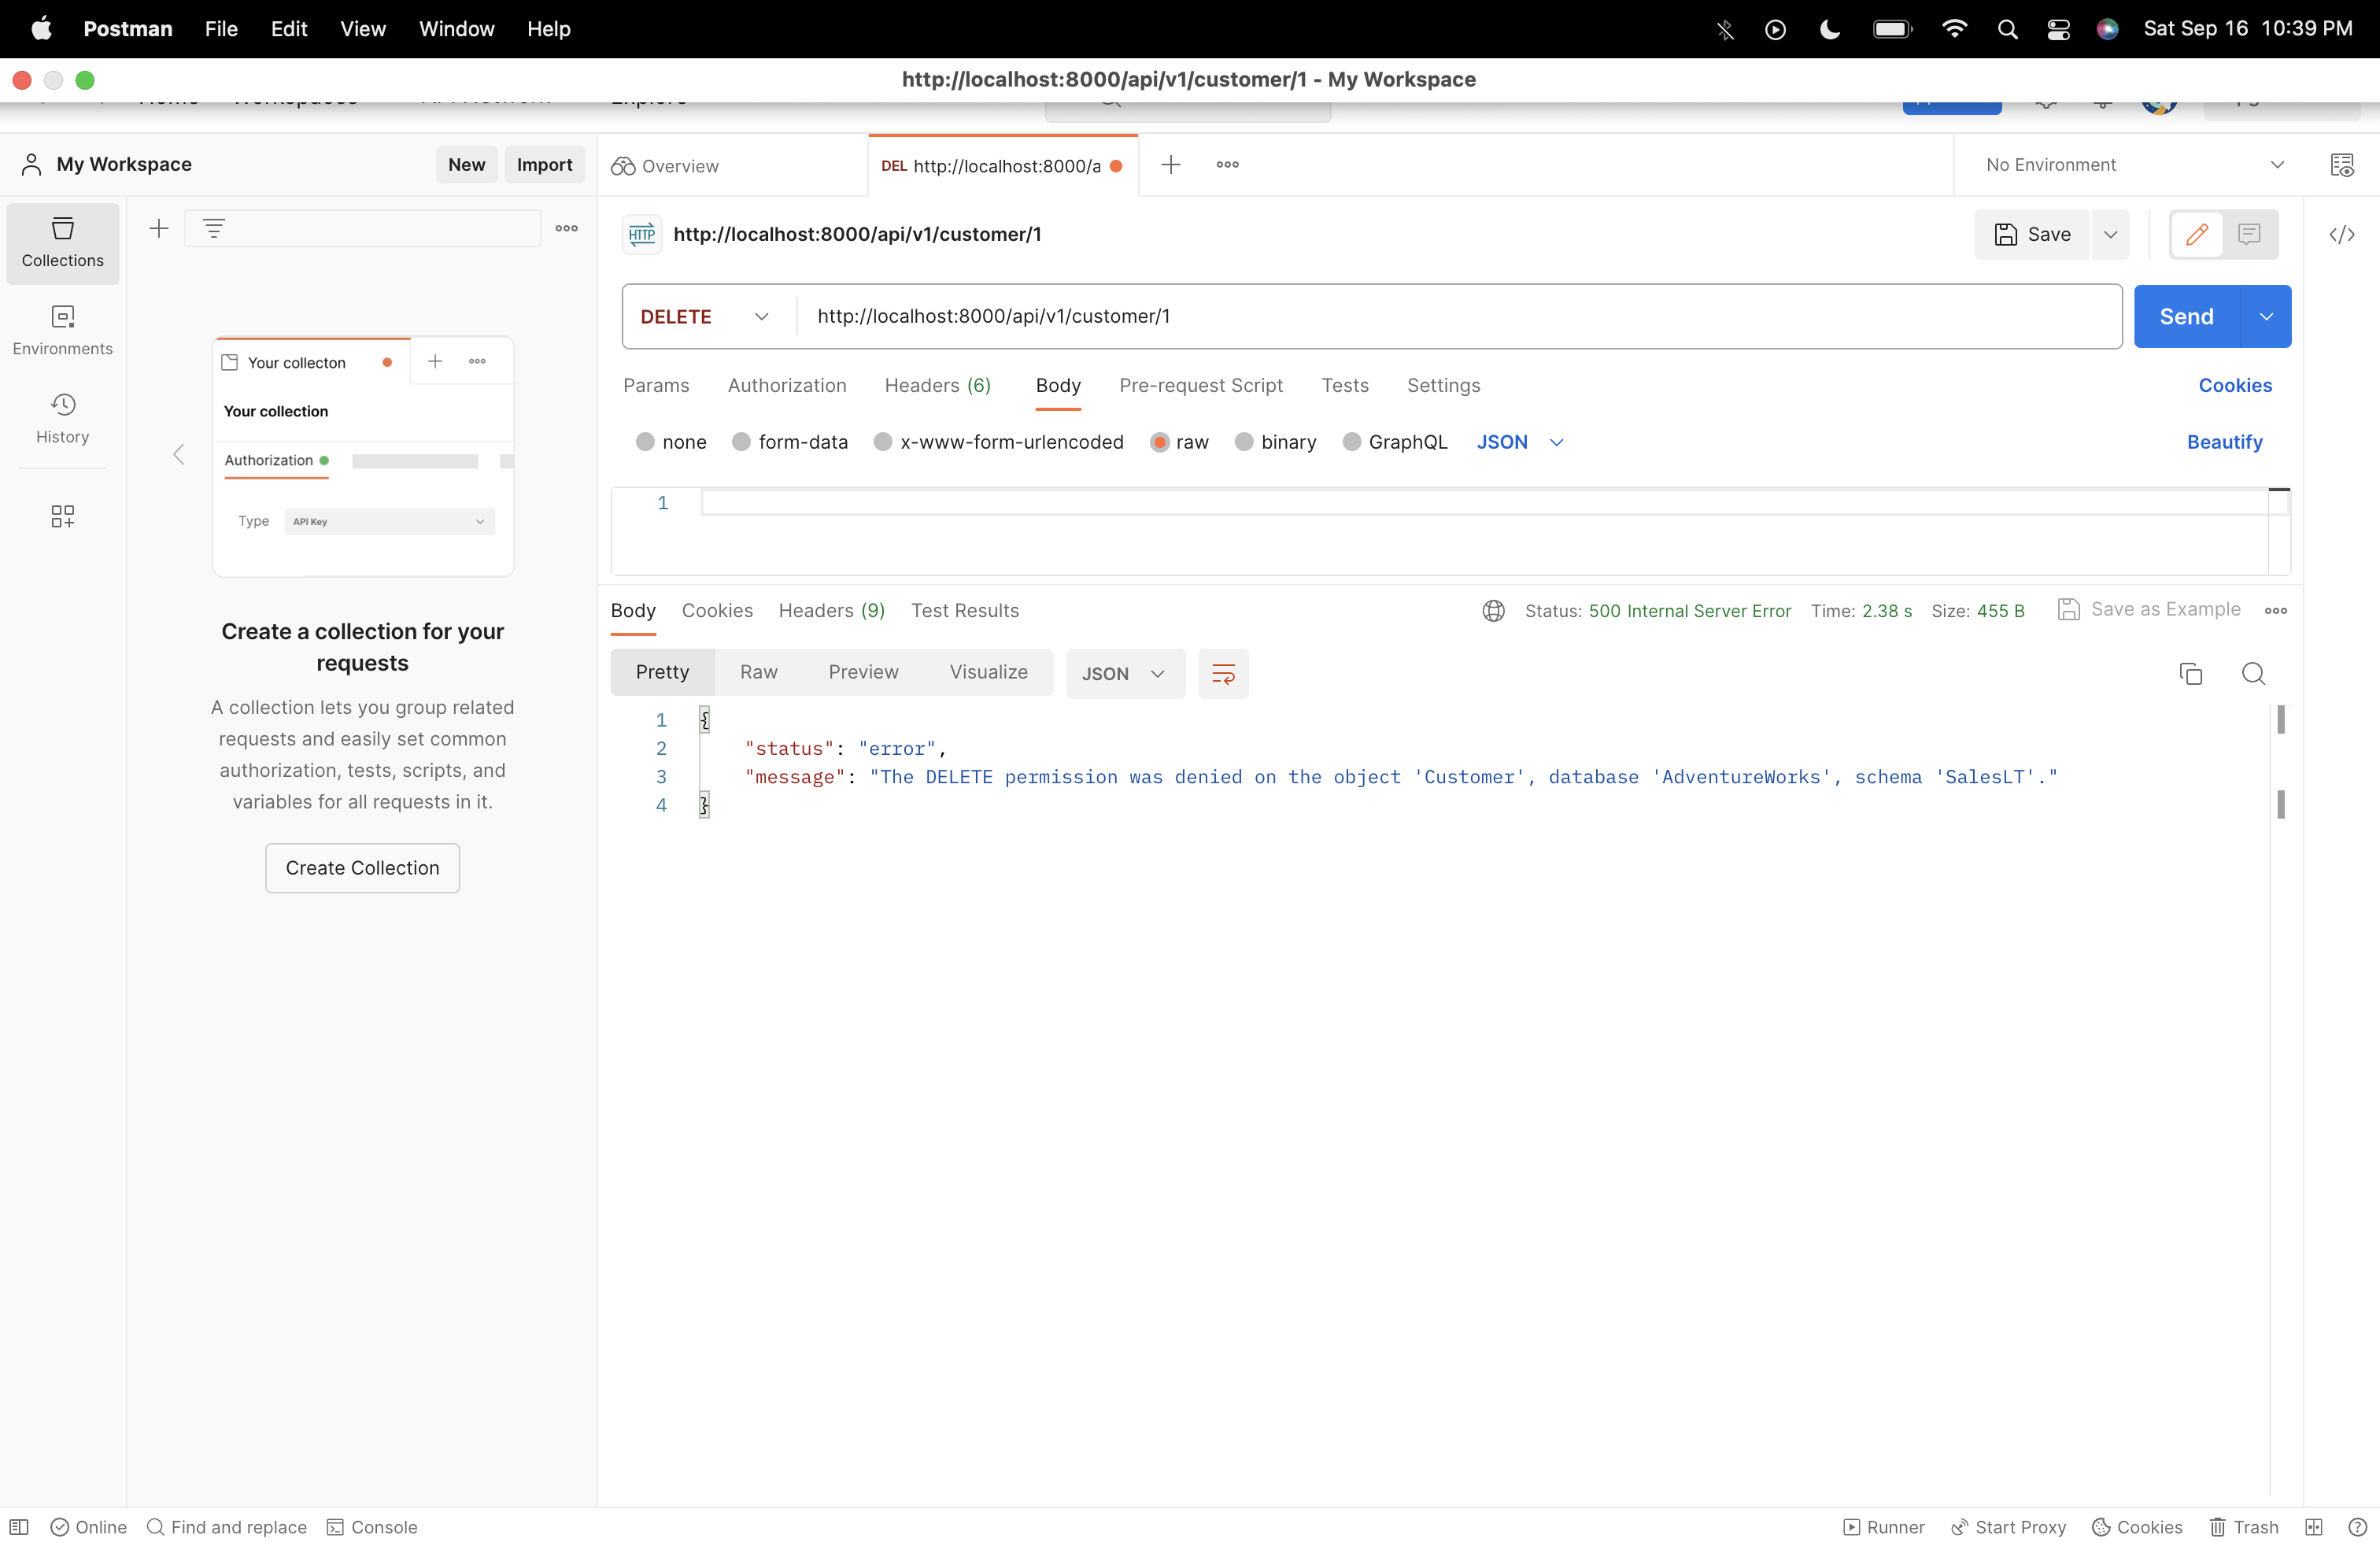 Postman File Edit View Window Help Sat Sep 16 10:39 PM
http://localhost:8000/api/v1/customer/1 - My Workspace
My Workspace New Import Overview DEL http://localhost:8000/a No Environment
Collections
Environments
History
Your collecton
Your collection
Authorization
Type API Key
Create a collection for your
requests
A collection lets you group related
requests and easily set common
authorization, tests, scripts, and
variables for all requests in it.
Create Collection
HTTP http://localhost:8000/api/v1/customer/1 Save
DELETE http://localhost:8000/api/v1/customer/1 Send
Params Authorization Headers (6) Body Pre-request Script Tests Settings Cookies
none form-data x-www-form-urlencoded raw binary GraphQL JSON Beautify
1
Body Cookies Headers (9) Test Results Status: 500 Internal Server Error Time: 2.38 s Size: 455 B Save as Example
Pretty Raw Preview Visualize JSON
1 {
2 "status": "error",
3 "message": "The DELETE permission was denied on the object 'Customer', database 'AdventureWorks', schema 'SalesLT'."
4 }
Online Find and replace Console Runner Start Proxy Cookies Trash